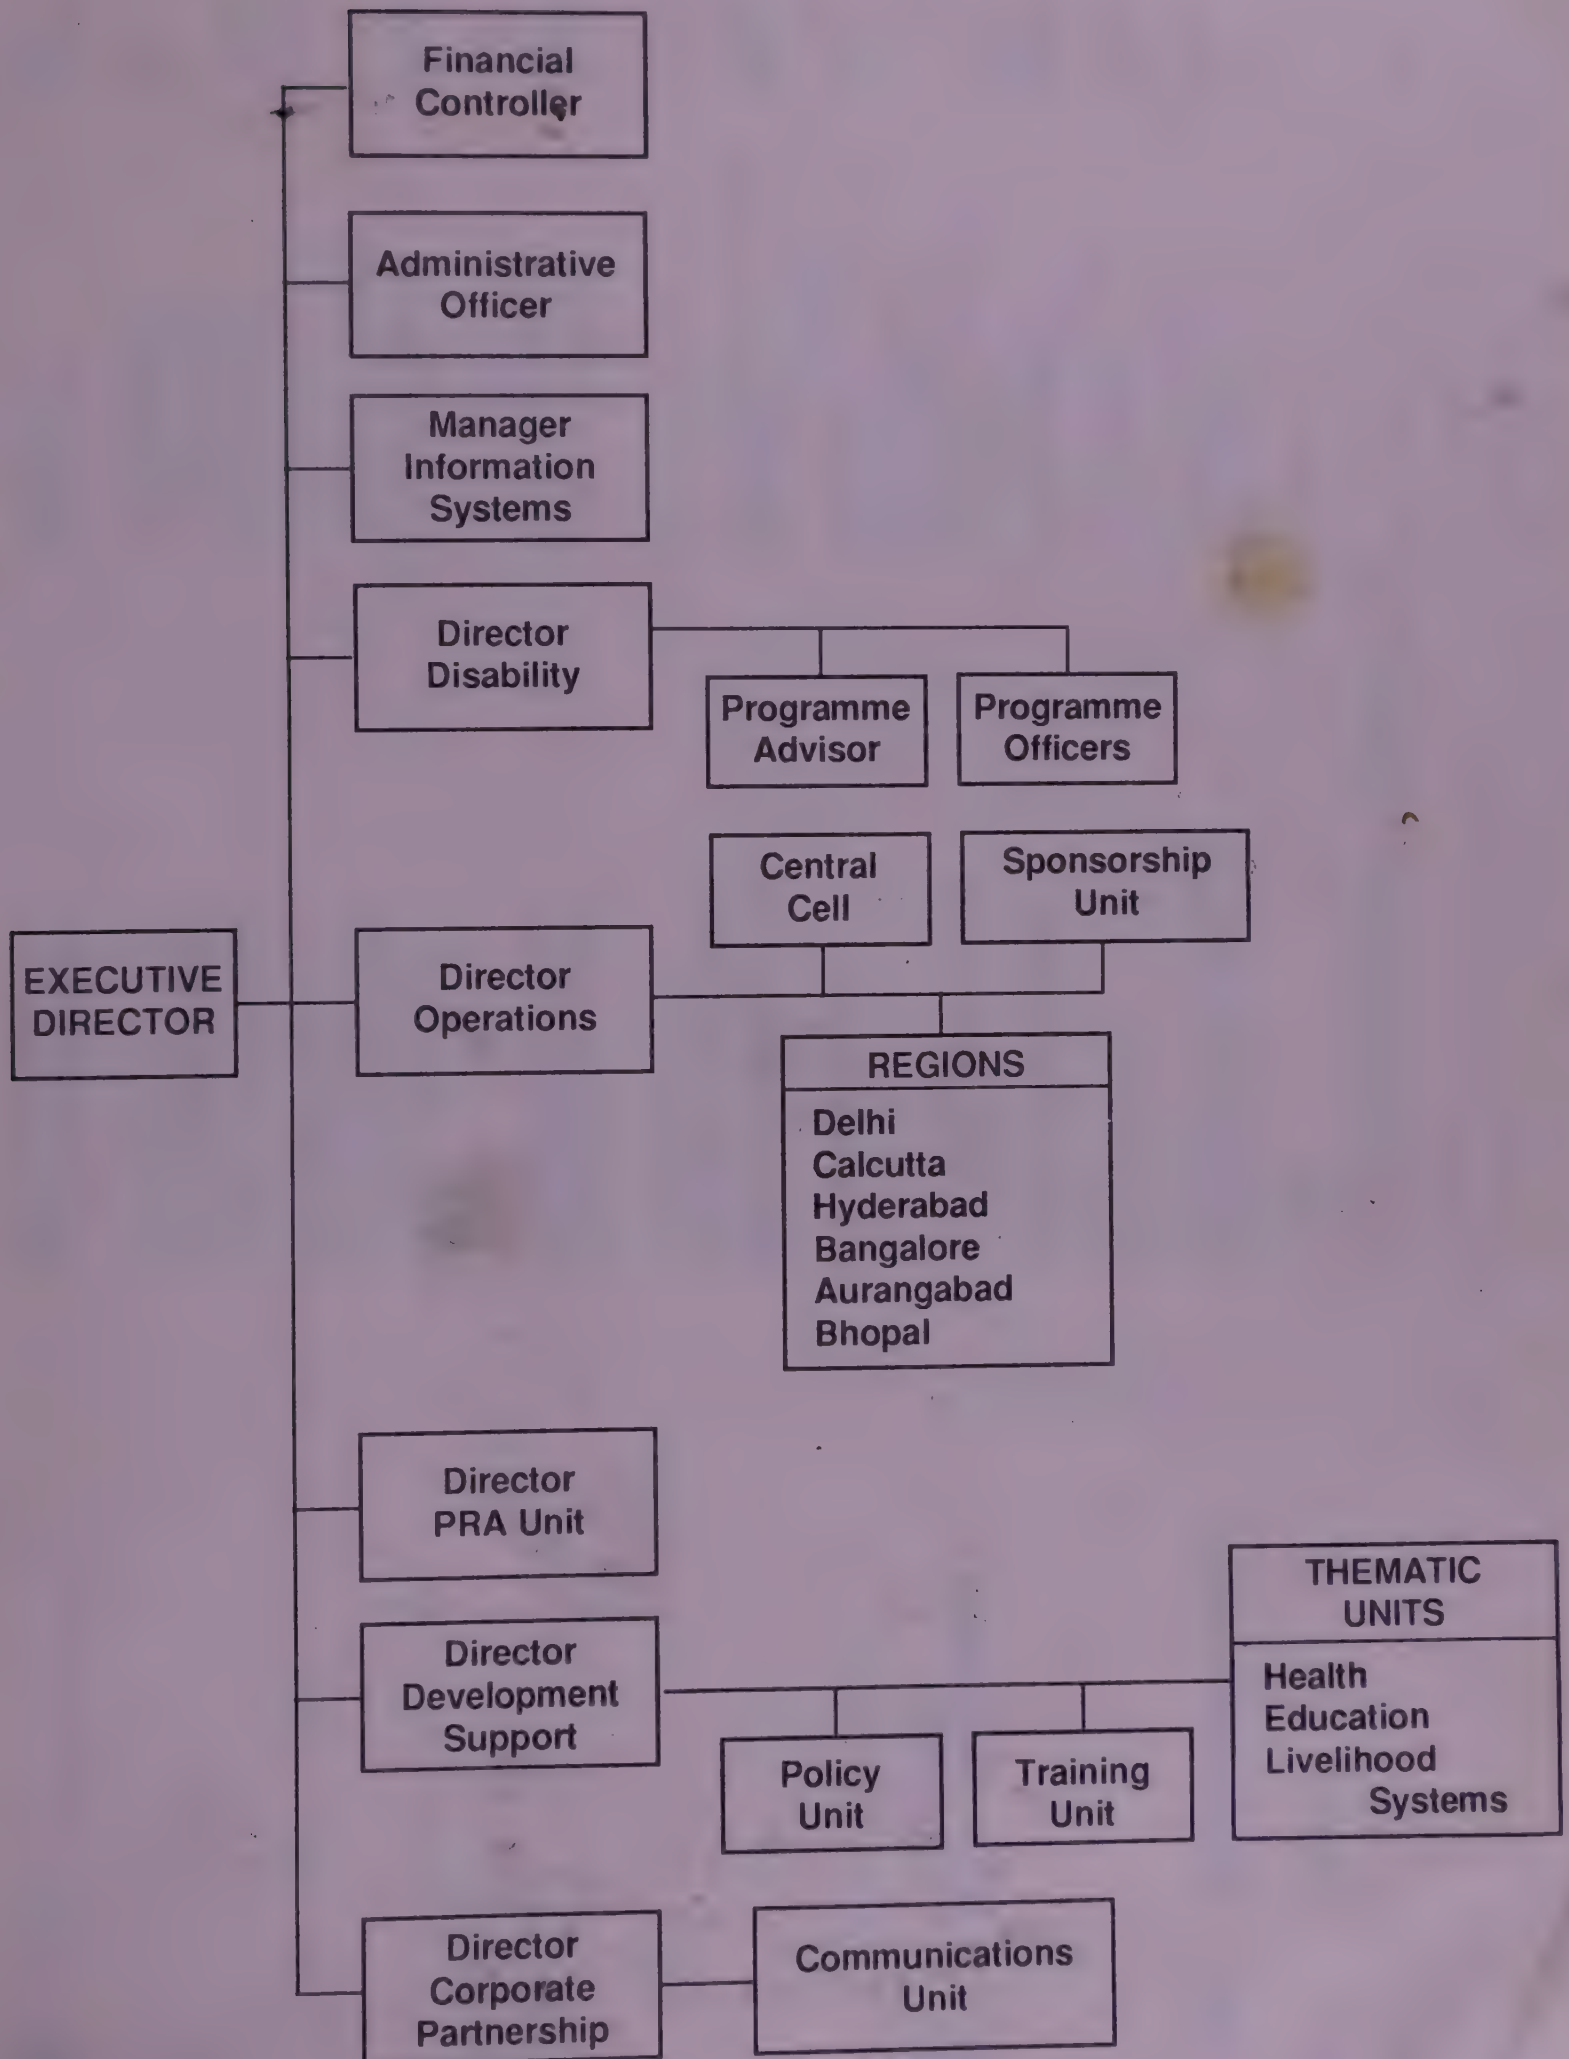 Financial
Controller
Administrative
Officer
Manager
Information
Systems
Director
Disability
Programme
Advisor
Programme
Officers
Central
Cell
Sponsorship
Unit
EXECUTIVE
DIRECTOR
Director
Operations
REGIONS
Delhi
Calcutta
Hyderabad
Bangalore
Aurangabad
Bhopal
Director
PRA Unit
Director
Development
Support
Policy
Unit
Training
Unit
THEMATIC
UNITS
Health
Education
Livelihood
Systems
Director
Corporate
Partnership
Communications
Unit